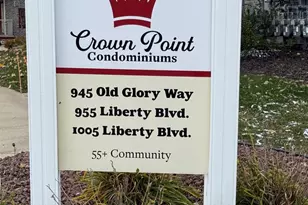 Crown Point
Condominiums
945 Old Glory Way
955 Liberty Blvd.
1005 Liberty Blvd.
55+ Community